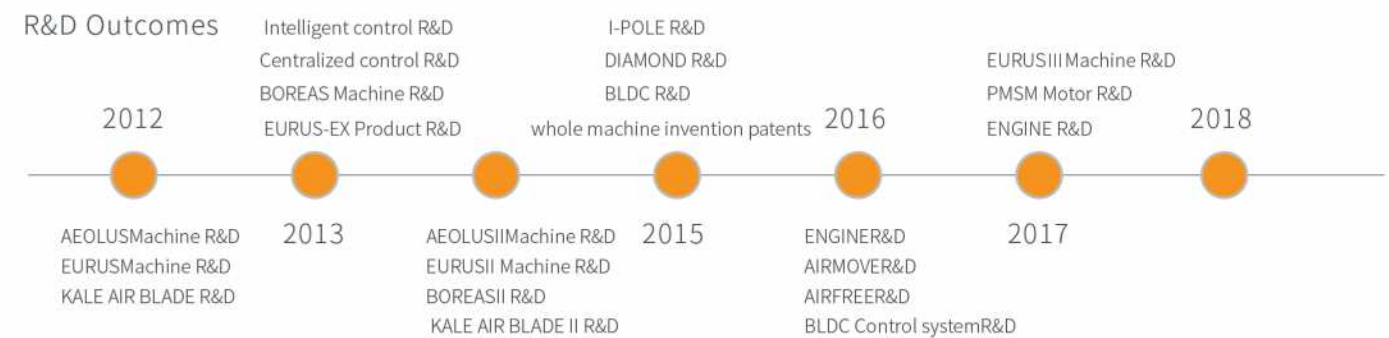 R&D Outcomes
2012
AEOLUSMachine R&D
EURUSMachine R&D
KALE AIR BLADE R&D
Intelligent control R&D
Centralized control R&D
BOREAS Machine R&D
EURUS-EX Product R&D
2013
AEOLUSIIMachine R&D
EURUSII Machine R&D
BOREASII R&D
KALE AIR BLADE II R&D
I-POLE R&D
DIAMOND R&D
BLDC R&D
whole machine invention patents
2015
2016
ENGINER&D
AIRMOVER&D
AIRFREER&D
BLDC Control systemR&D
EURUSIIIMachine R&D
PMSM Motor R&D
ENGINE R&D
2017
2018